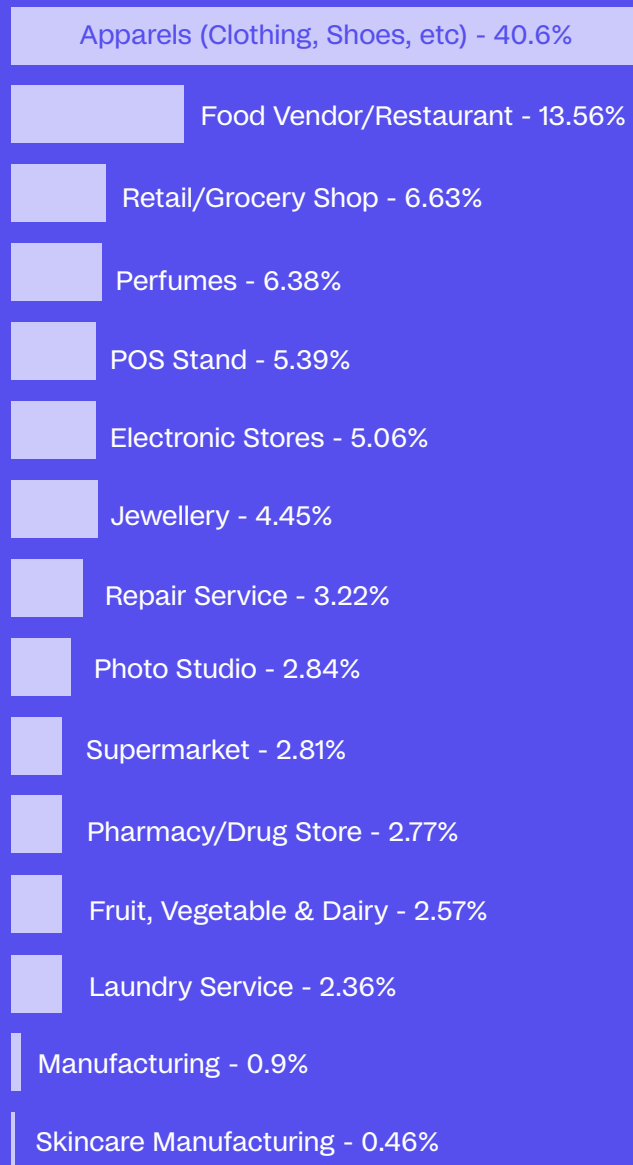 Apparels (Clothing, Shoes, etc) - 40.6%
Food Vendor/Restaurant - 13.56%
Retail/Grocery Shop - 6.63%
Perfumes - 6.38%
POS Stand - 5.39%
Electronic Stores - 5.06%
Jewellery - 4.45%
Repair Service - 3.22%
Photo Studio - 2.84%
Supermarket - 2.81%
Pharmacy/Drug Store - 2.77%
Fruit, Vegetable & Dairy - 2.57%
Laundry Service - 2.36%
Manufacturing - 0.9%
Skincare Manufacturing - 0.46%